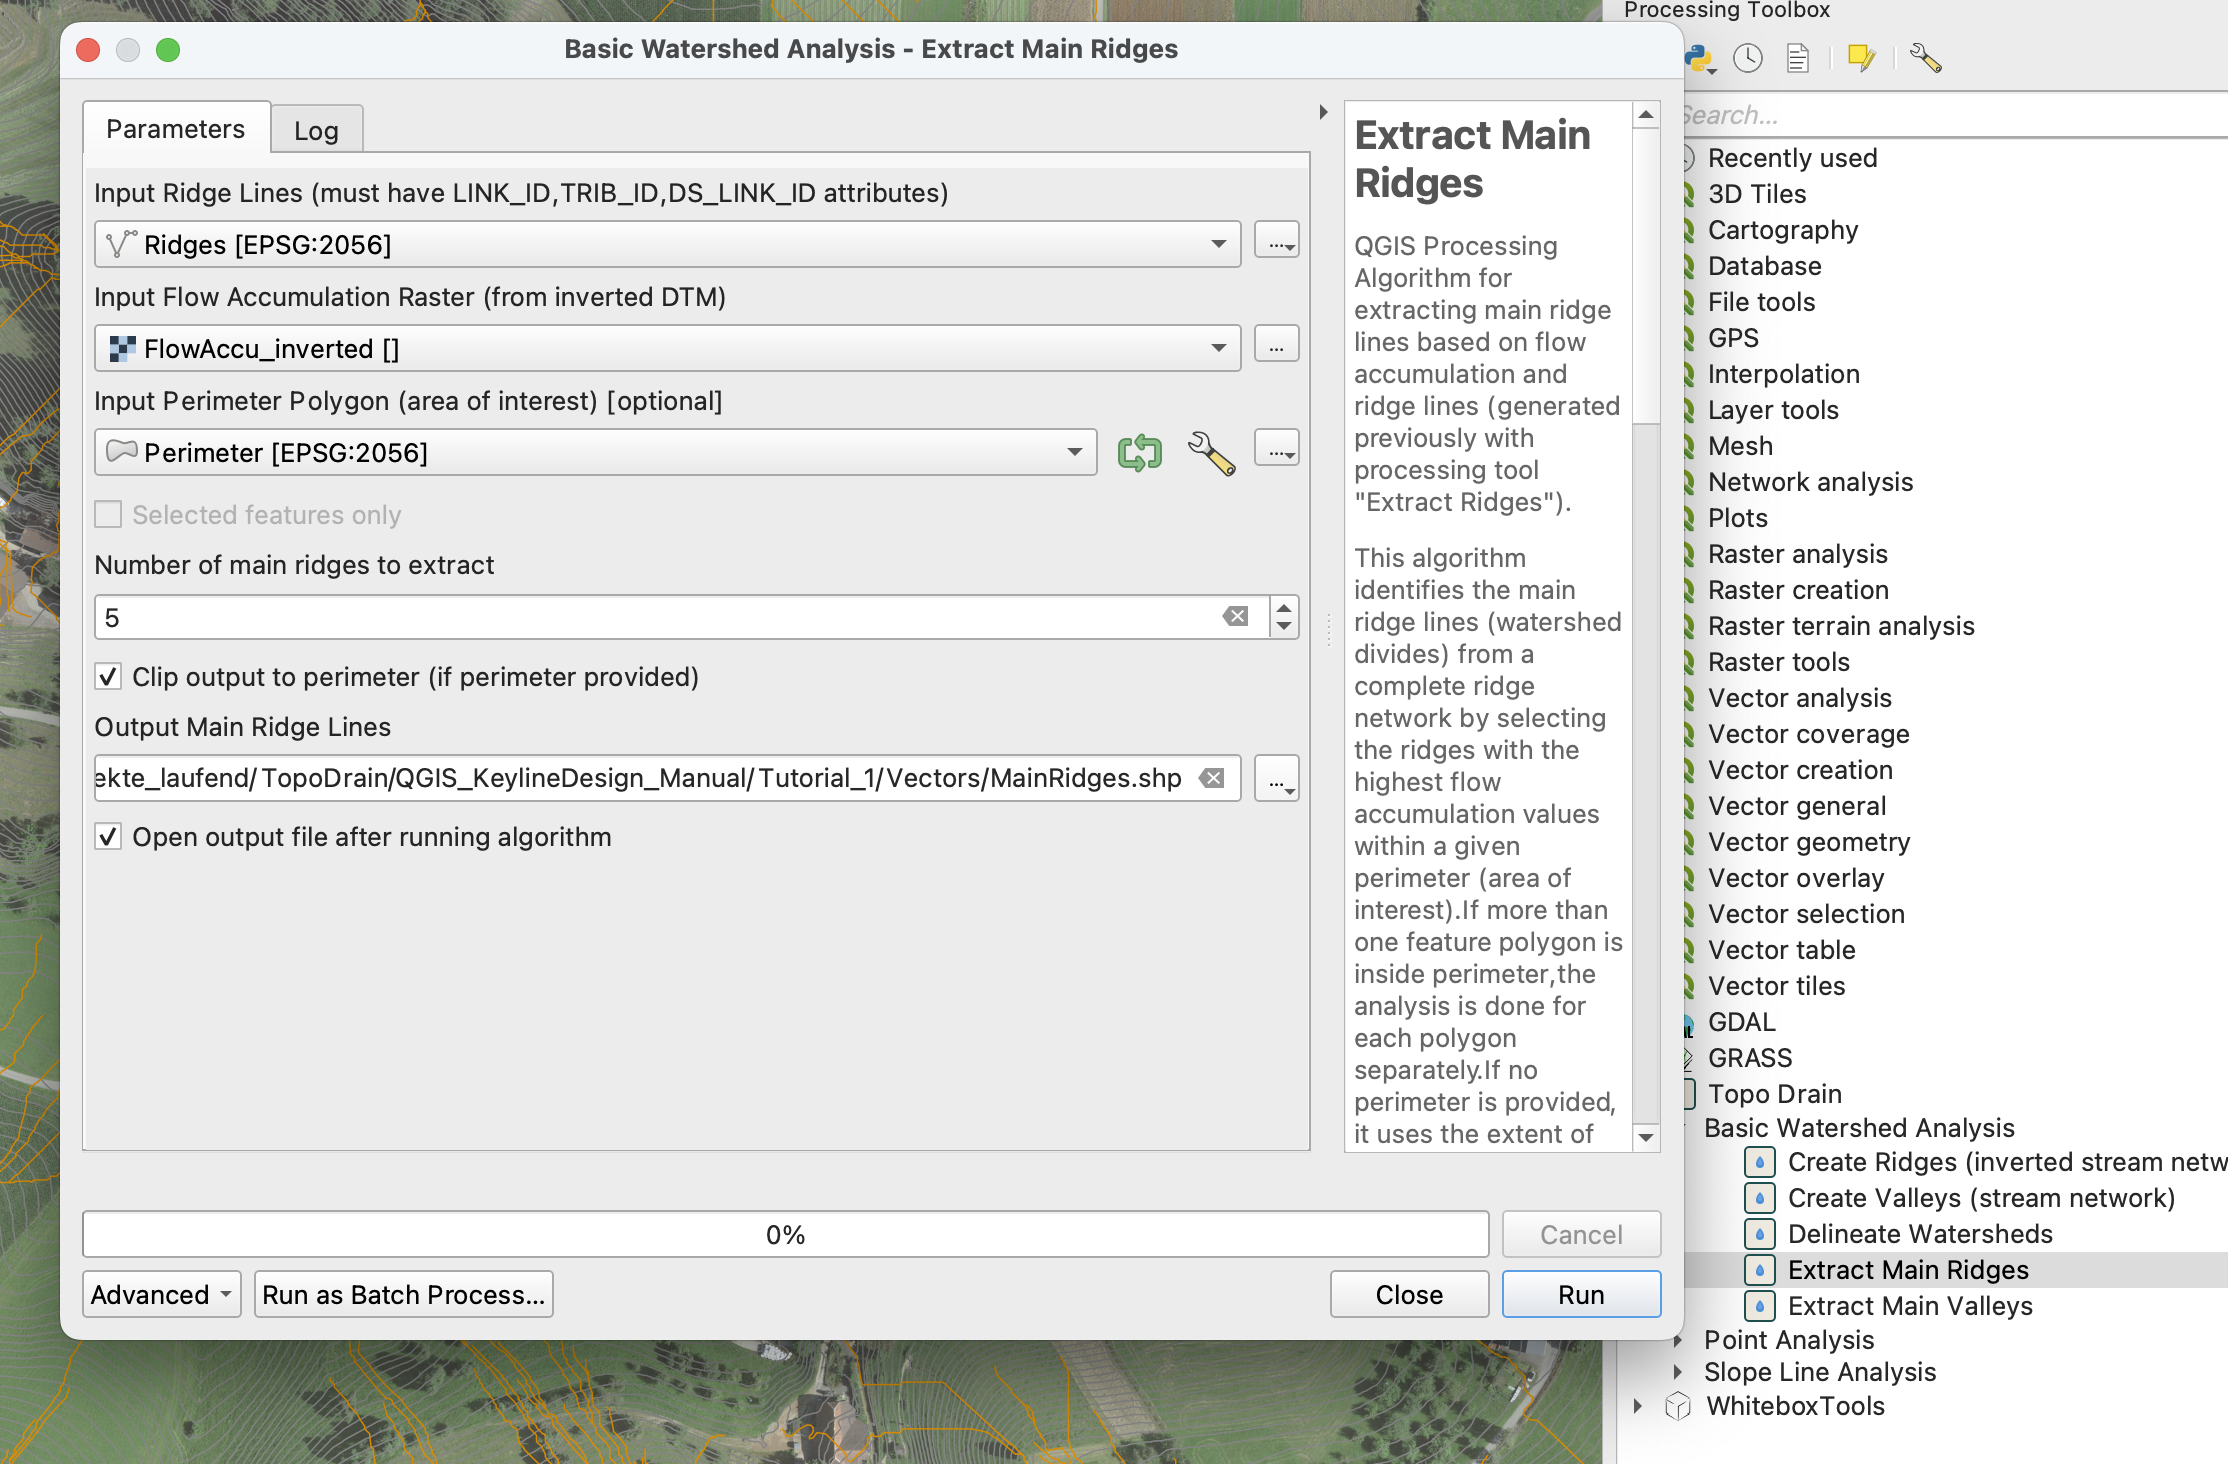 Basic Watershed Analysis - Extract Main Ridges
Parameters
Log
Input Ridge Lines (must have LINK_ID,TRIB_ID,DS_LINK_ID attributes)
Ridges [EPSG:2056]
...
Input Flow Accumulation Raster (from inverted DTM)
FlowAccu_inverted []
...
Input Perimeter Polygon (area of interest) [optional]
Perimeter [EPSG:2056]
...
Selected features only
Number of main ridges to extract
5
Clip output to perimeter (if perimeter provided)
Output Main Ridge Lines
ekte_laufend/TopoDrain/QGIS_KeylineDesign_Manual/Tutorial_1/Vectors/MainRidges.shp
...
Open output file after running algorithm
Extract Main
Ridges
QGIS Processing
Algorithm for
extracting main ridge
lines based on flow
accumulation and
ridge lines (generated
previously with
processing tool
"Extract Ridges").
This algorithm
identifies the main
ridge lines (watershed
divides) from a
complete ridge
network by selecting
the ridges with the
highest flow
accumulation values
within a given
perimeter (area of
interest).If more than
one feature polygon is
inside perimeter,the
analysis is done for
each polygon
separately.If no
perimeter is provided,
it uses the extent of
0%
Cancel
Advanced
Run as Batch Process...
Close
Run
Processing Toolbox
Search...
Recently used
3D Tiles
Cartography
Database
File tools
GPS
Interpolation
Layer tools
Mesh
Network analysis
Plots
Raster analysis
Raster creation
Raster terrain analysis
Raster tools
Vector analysis
Vector coverage
Vector creation
Vector general
Vector geometry
Vector overlay
Vector selection
Vector table
Vector tiles
GDAL
GRASS
Topo Drain
Basic Watershed Analysis
Create Ridges (inverted stream netw
Create Valleys (stream network)
Delineate Watersheds
Extract Main Ridges
Extract Main Valleys
Point Analysis
Slope Line Analysis
WhiteboxTools